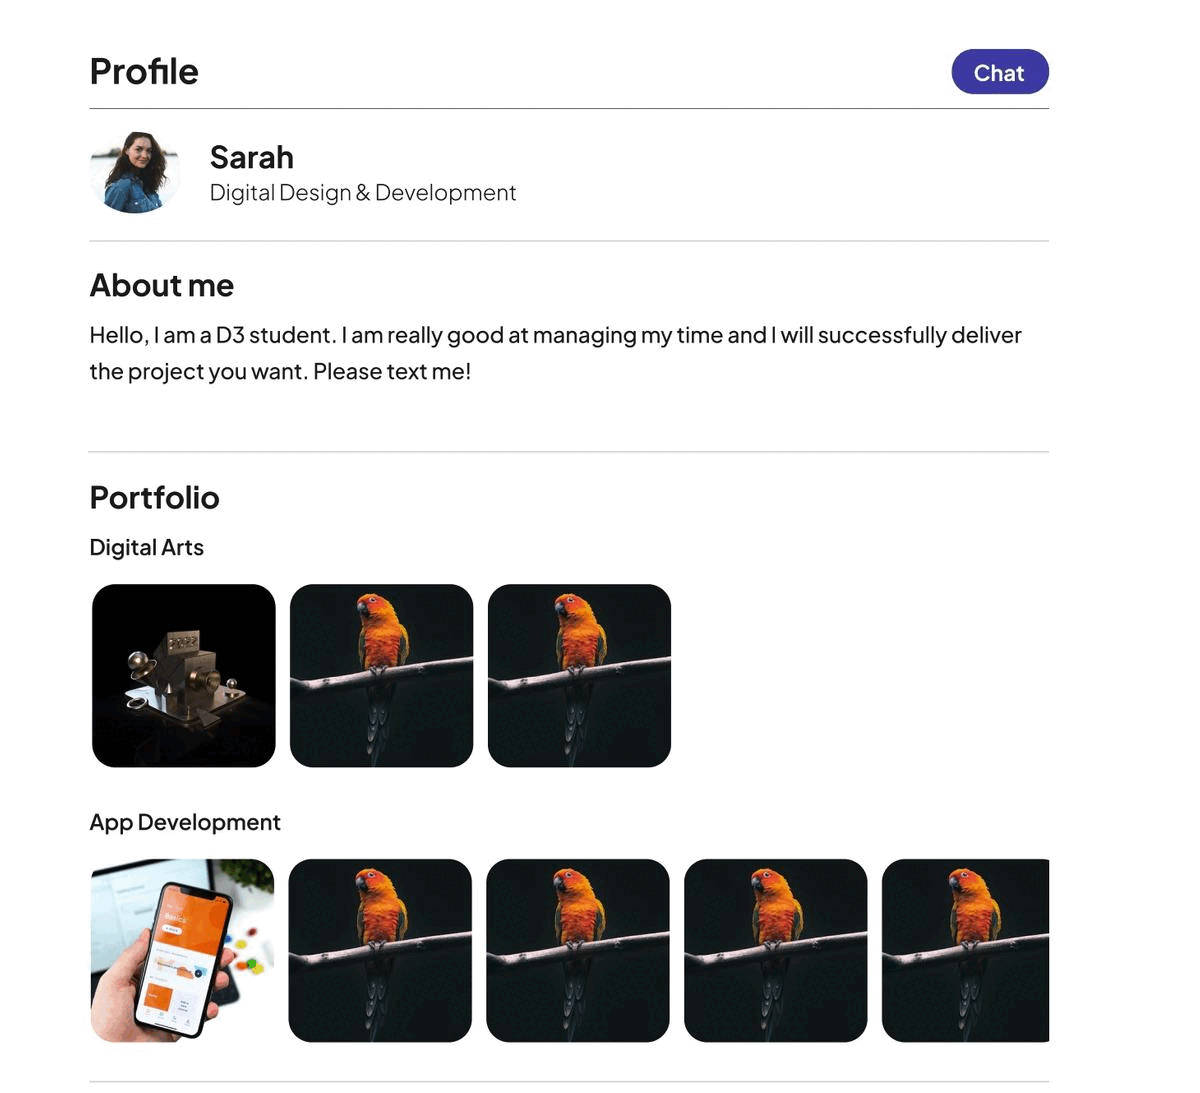 Profile
Chat
Sarah
Digital Design & Development
About me
Hello, I am a D3 student. I am really good at managing my time and I will successfully deliver
the project you want. Please text me!
Portfolio
Digital Arts
App Development
Basics